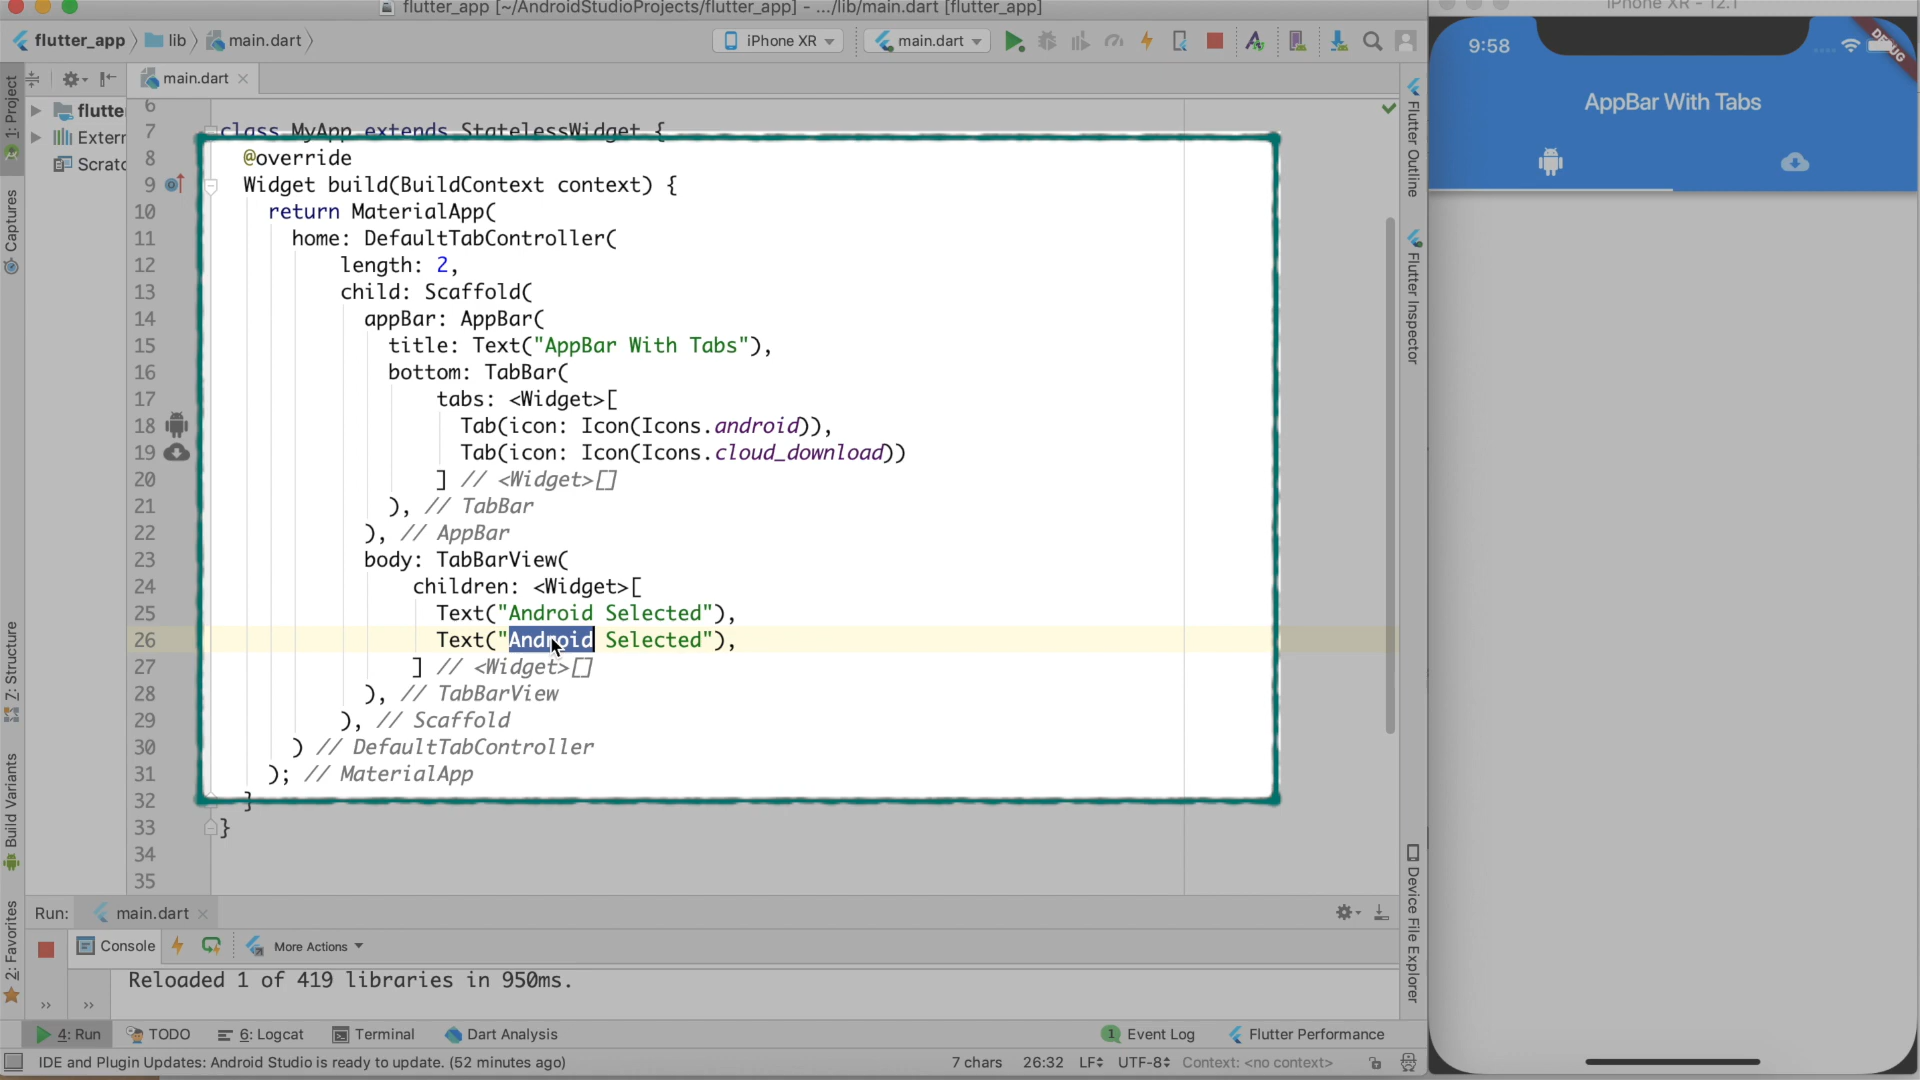 flutter_app [~/AndroidStudioProjects/flutter_app] - .../lib/main.dart [flutter_app]
iPhone XR - 12.1
flutter_app lib main.dart
iPhone XR
main.dart
1: Project
Captures
7: Structure
Build Variants
2: Favorites
flutte
Extern
Scratc
main.dart
6
7 class MyApp extends StatelessWidget {
8 @override
9 Widget build(BuildContext context) {
10 return MaterialApp(
11 home: DefaultTabController(
12 length: 2,
13 child: Scaffold(
14 appBar: AppBar(
15 title: Text("AppBar With Tabs"),
16 bottom: TabBar(
17 tabs: <Widget>[
18 Tab(icon: Icon(Icons.android)),
19 Tab(icon: Icon(Icons.cloud_download))
20 ] // <Widget>[]
21 ), // TabBar
22 ), // AppBar
23 body: TabBarView(
24 children: <Widget>[
25 Text("Android Selected"),
26 Text("Android Selected"),
27 ] // <Widget>[]
28 ), // TabBarView
29 ), // Scaffold
30 ) // DefaultTabController
31 ); // MaterialApp
32 }
33 }
34
35
Flutter Outline
Flutter Inspector
Device File Explorer
9:58
DEBUG
AppBar With Tabs
Run: main.dart
Console
More Actions
Reloaded 1 of 419 libraries in 950ms.
4: Run TODO 6: Logcat Terminal Dart Analysis
1 Event Log Flutter Performance
IDE and Plugin Updates: Android Studio is ready to update. (52 minutes ago)
7 chars 26:32 LF UTF-8 Context: <no context>